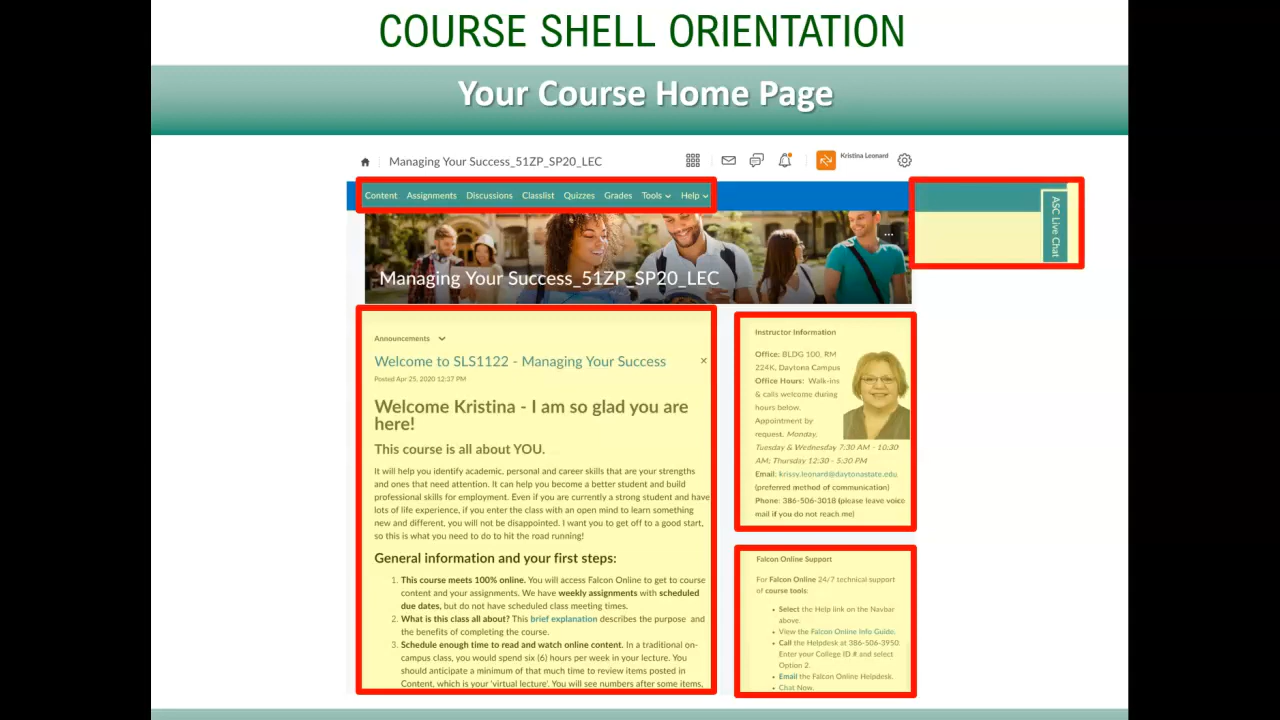 COURSE SHELL ORIENTATION
Your Course Home Page
Managing Your Success_51ZP_SP20_LEC
Kristina Leonard
Content Assignments Discussions Classlist Quizzes Grades Tools Help
ASC Live Chat
Managing Your Success_51ZP_SP20_LEC
Announcements
Welcome to SLS1122 - Managing Your Success
Posted Apr 25, 2020 12:37 PM
Welcome Kristina - I am so glad you are
here!
This course is all about YOU.
It will help you identify academic, personal and career skills that are your strengths
and ones that need attention. It can help you become a better student and build
professional skills for employment. Even if you are currently a strong student and have
lots of life experience, if you enter the class with an open mind to learn something
new and different, you will not be disappointed. I want you to get off to a good start,
so this is what you need to do to hit the road running!
General information and your first steps:
1. This course meets 100% online. You will access Falcon Online to get to course
content and your assignments. We have weekly assignments with scheduled
due dates, but do not have scheduled class meeting times.
2. What is this class all about? This brief explanation describes the purpose and
the benefits of completing the course.
3. Schedule enough time to read and watch online content. In a traditional on-
campus class, you would spend six (6) hours per week in your lecture. You
should anticipate a minimum of that much time to review items posted in
Content, which is your 'virtual lecture'. You will see numbers after some items,
Instructor Information
Office: BLDG 100, RM
224K, Daytona Campus
Office Hours: Walk-ins
& calls welcome during
hours below.
Appointment by
request. Monday,
Tuesday & Wednesday 7:30 AM - 10:30
AM; Thursday 12:30 - 5:30 PM
Email: krissy.leonard@daytonastate.edu
(preferred method of communication)
Phone: 386-506-3018 (please leave voice
mail if you do not reach me)
Falcon Online Support
For Falcon Online 24/7 technical support
of course tools:
• Select the Help link on the Navbar
above.
• View the Falcon Online Info Guide.
• Call the Helpdesk at 386-506-3950.
Enter your College ID # and select
Option 2.
• Email the Falcon Online Helpdesk.
• Chat Now.